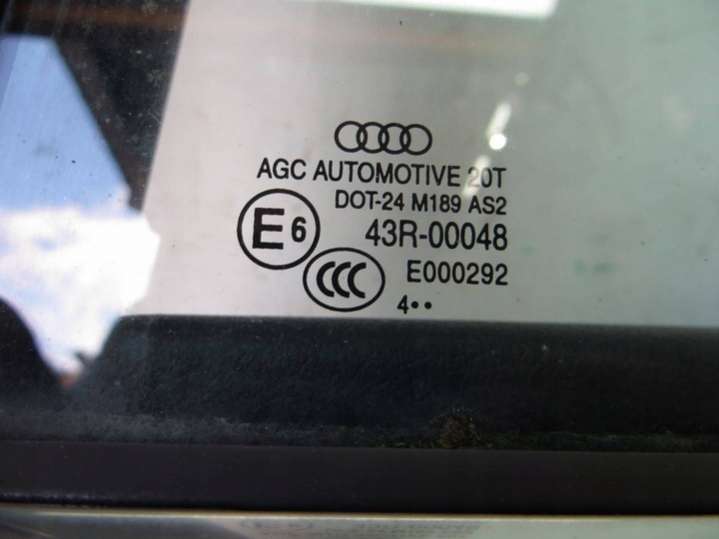 AGC AUTOMOTIVE 20T
DOT-24 M189 AS2
E6 43R-00048
CCC E000292
4••